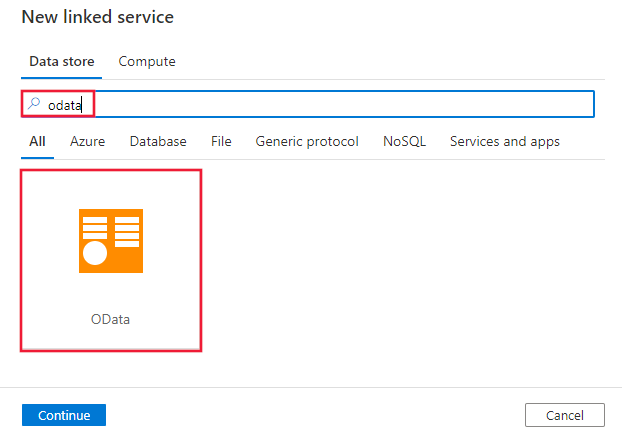 New linked service
Data store Compute
odata
All Azure Database File Generic protocol NoSQL Services and apps
OData
Continue Cancel